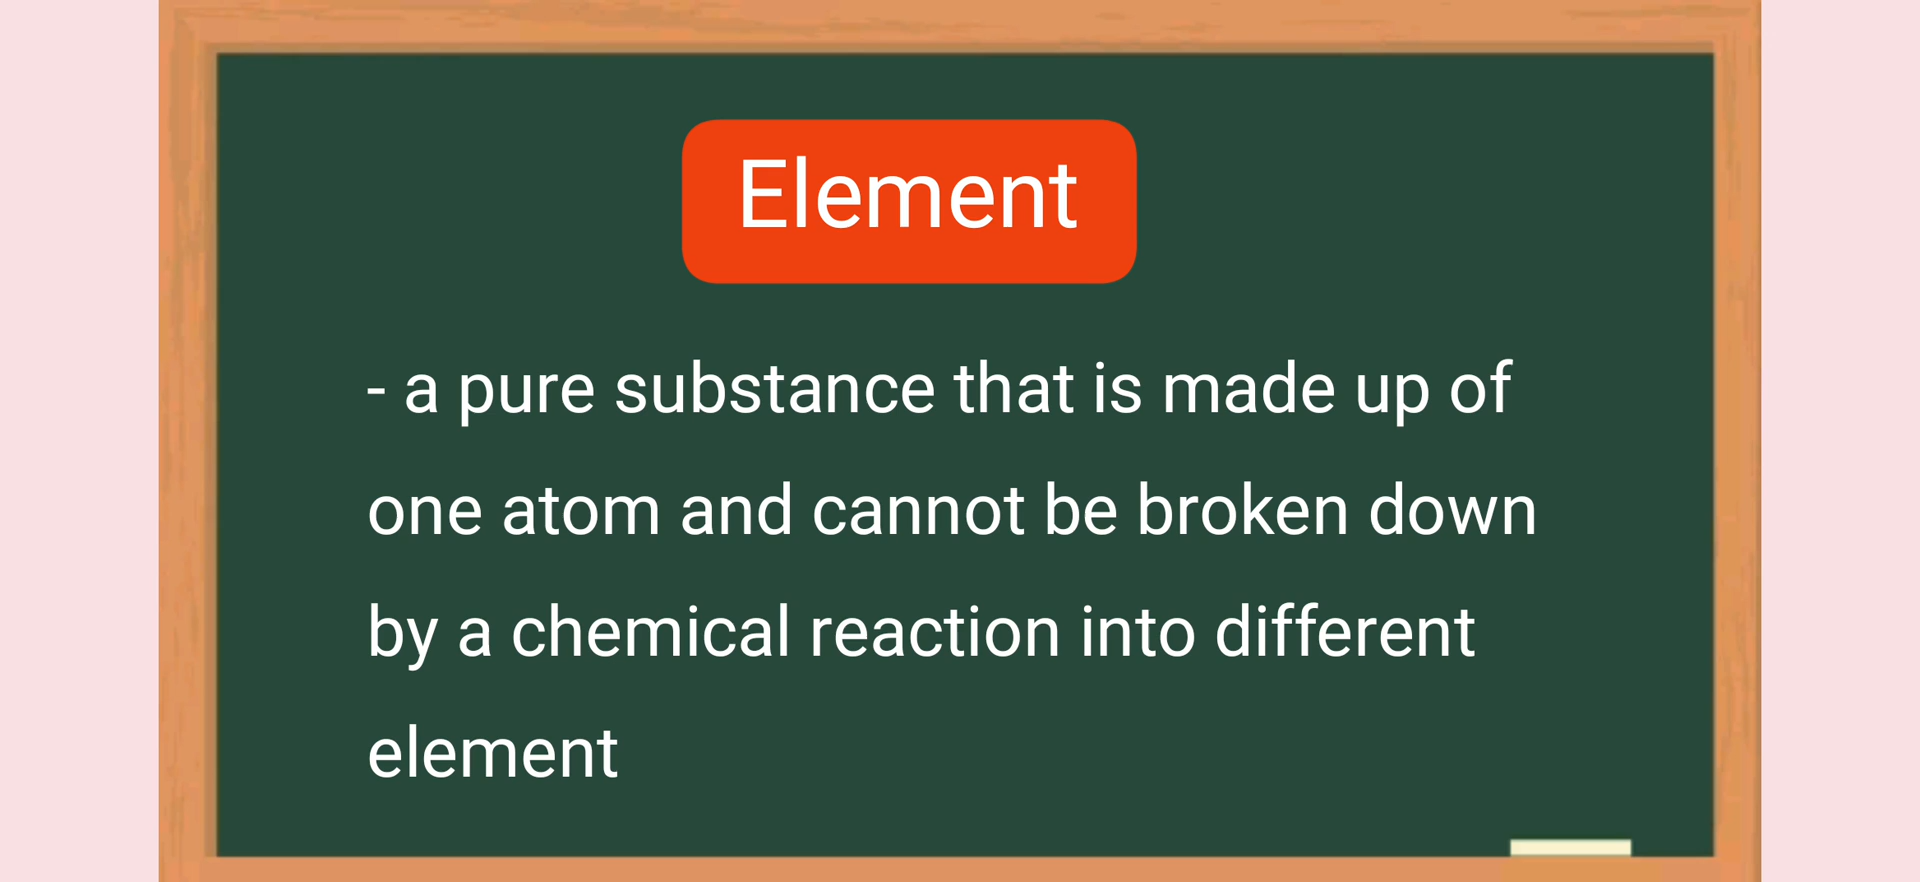 Element
- a pure substance that is made up of
one atom and cannot be broken down
by a chemical reaction into different
element